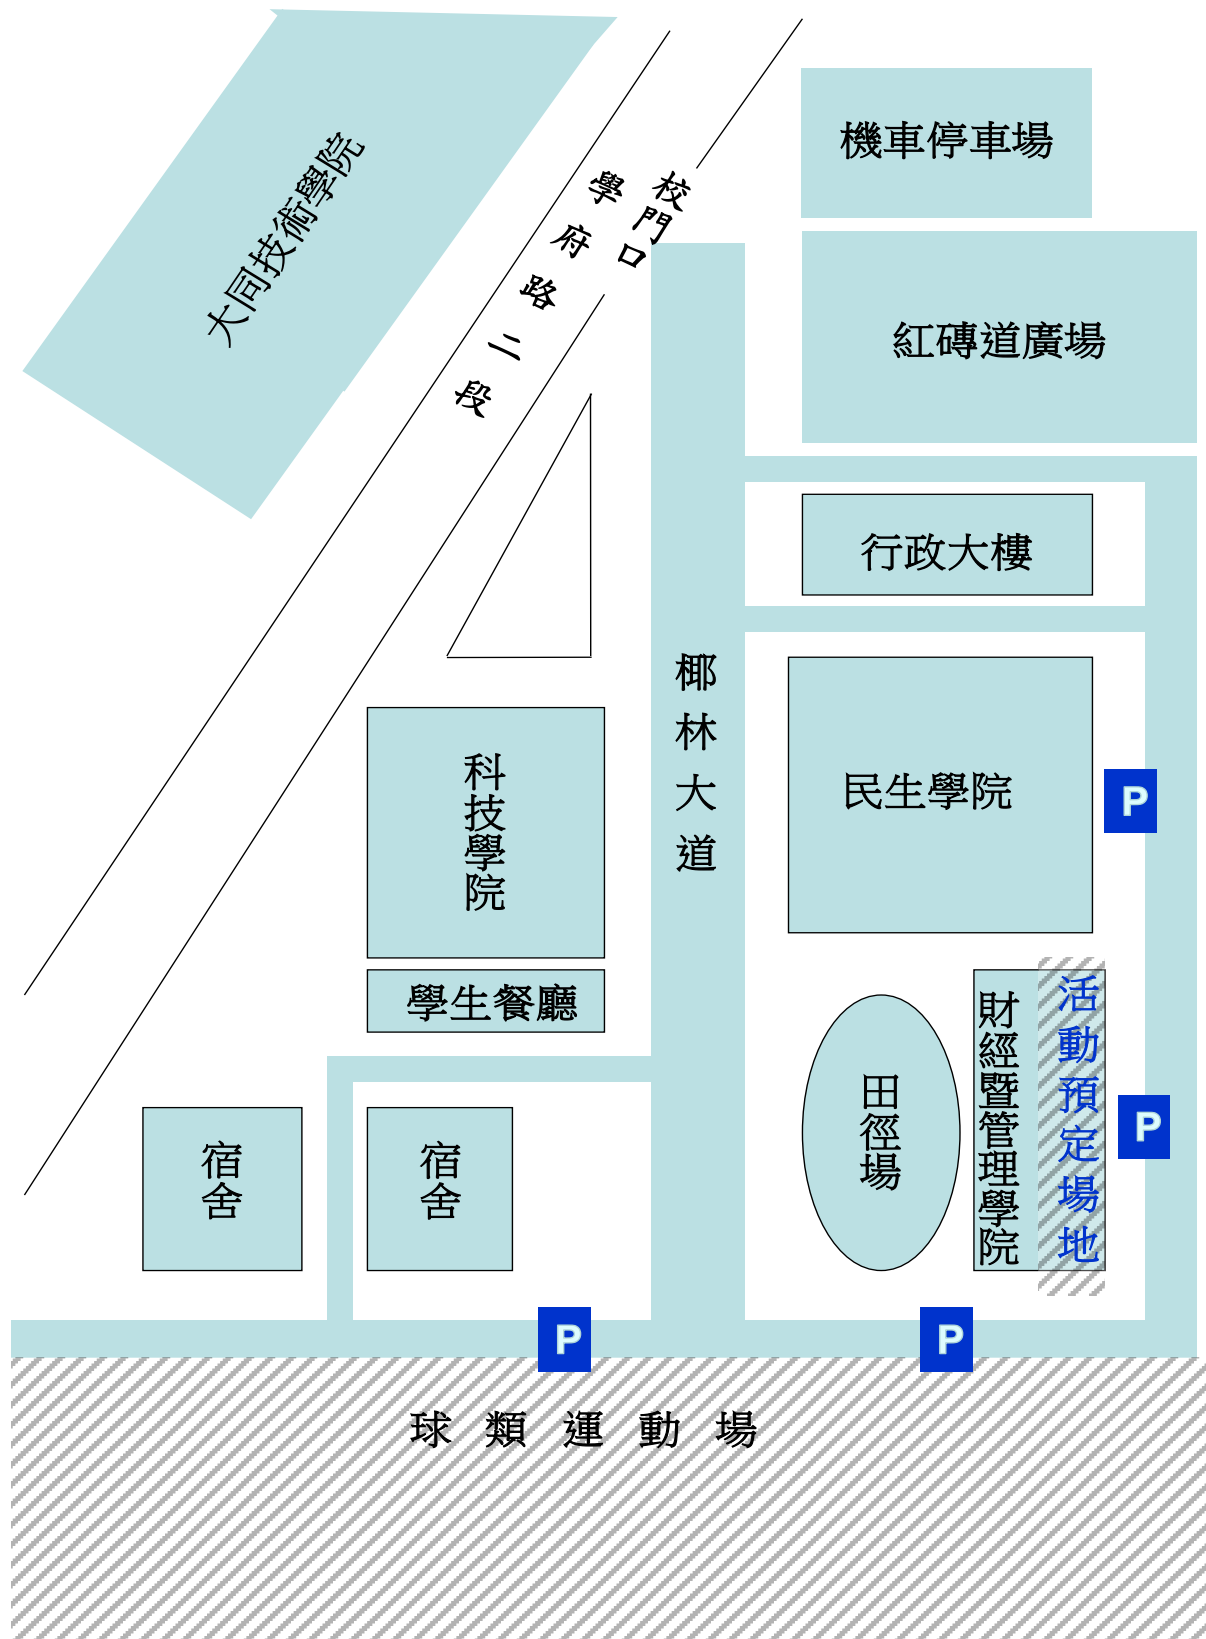 大同技術學院
學府路二段
校門口
機車停車場
紅磚道廣場
行政大樓
椰林大道
民生學院
P
科技學院
學生餐廳
田徑場
財經暨管理學院
活動預定場地
P
宿舍
宿舍
P
P
球類運動場